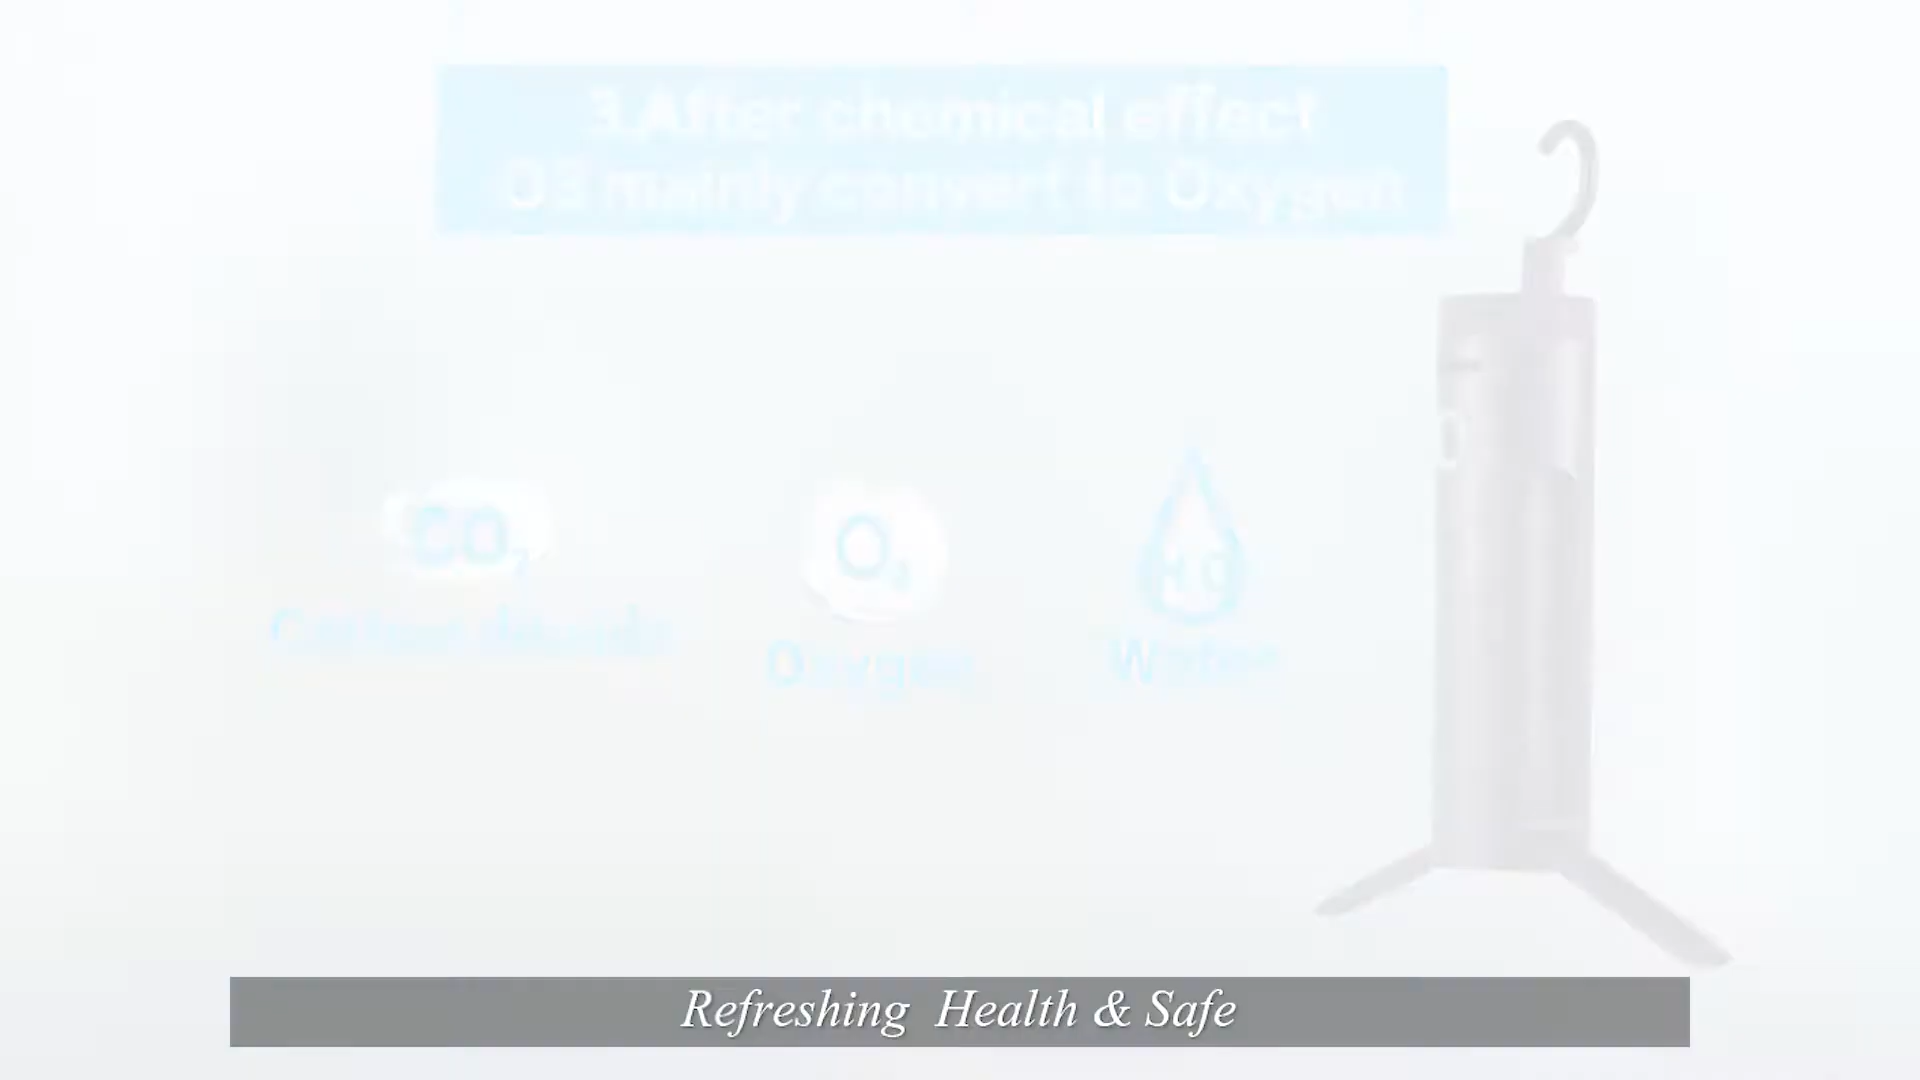 3.After chemical effect
O3 mainly convert to Oxygen
CO₂
O₂
Carbon dioxide
Oxygen
Water
Refreshing  Health & Safe